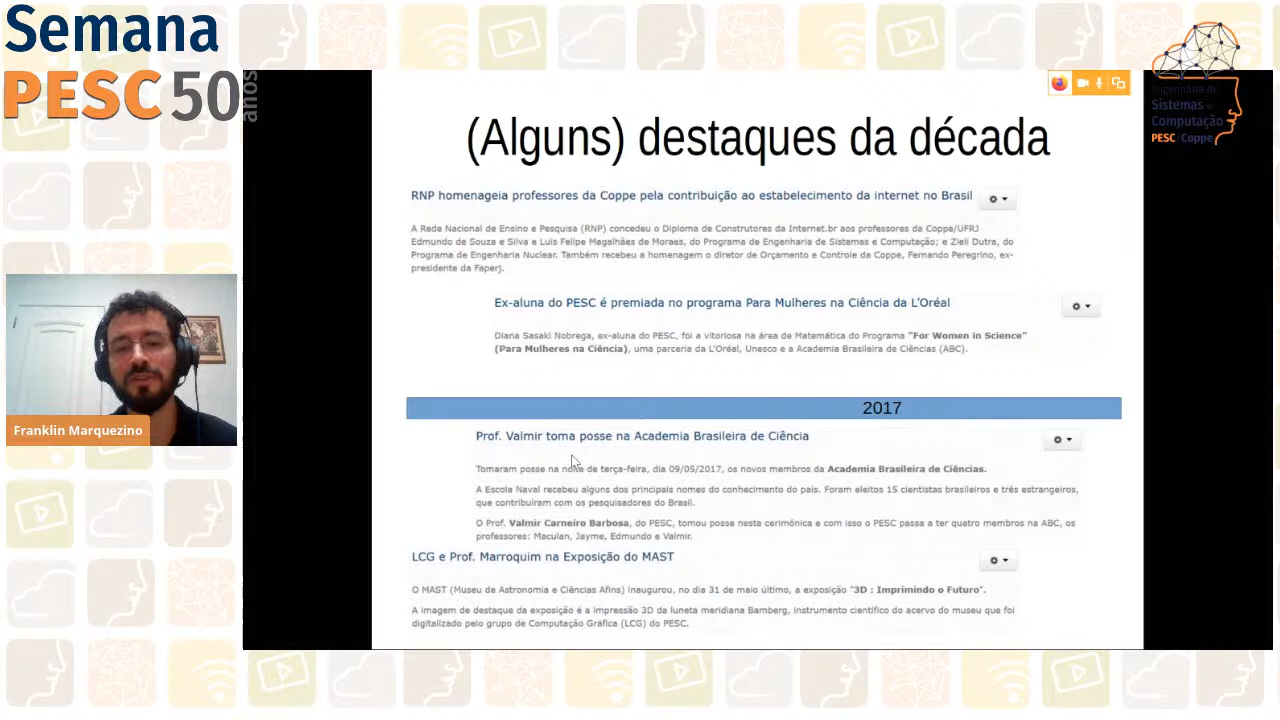 Semana
PESC 50
anos
Engenharia de
Sistemas e
Computação
PESC/Coppe
(Alguns) destaques da década
RNP homenageia professores da Coppe pela contribuição ao estabelecimento da internet no Brasil
A Rede Nacional de Ensino e Pesquisa (RNP) concedeu o Diploma de Construtores da Internet.br aos professores da Coppe/UFRJ
Edmundo de Souza e Silva e Luis Felipe Magalhães de Moraes, do Programa de Engenharia de Sistemas e Computação; e Zieli Dutra, do
Programa de Engenharia Nuclear. Também recebeu a homenagem o diretor de Orçamento e Controle da Coppe, Fernando Peregrino, ex-
presidente da Faperj.
Ex-aluna do PESC é premiada no programa Para Mulheres na Ciência da L'Oréal
Diana Sasaki Nobrega, ex-aluna do PESC, foi a vitoriosa na área de Matemática do Programa "For Women in Science"
(Para Mulheres na Ciência), uma parceria da L'Oréal, Unesco e a Academia Brasileira de Ciências (ABC).
2017
Prof. Valmir toma posse na Academia Brasileira de Ciência
Tomaram posse na noite de terça-feira, dia 09/05/2017, os novos membros da Academia Brasileira de Ciências.
A Escola Naval recebeu alguns dos principais nomes do conhecimento do país. Foram eleitos 15 cientistas brasileiros e três estrangeiros,
que contribuiram com os pesquisadores do Brasil.
O Prof. Valmir Carneiro Barbosa, do PESC, tomou posse nesta cerimônica e com isso o PESC passa a ter quatro membros na ABC, os
professores: Maculan, Jayme, Edmundo e Valmir.
LCG e Prof. Marroquim na Exposição do MAST
O MAST (Museu de Astronomia e Ciências Afins) inaugurou, no dia 31 de maio último, a exposição "3D : Imprimindo o Futuro".
A imagem de destaque da exposição é a impressão 3D da luneta meridiana Bamberg, instrumento científico do acervo do museu que foi
digitalizado pelo grupo de Computação Gráfica (LCG) do PESC.
Franklin Marquezino